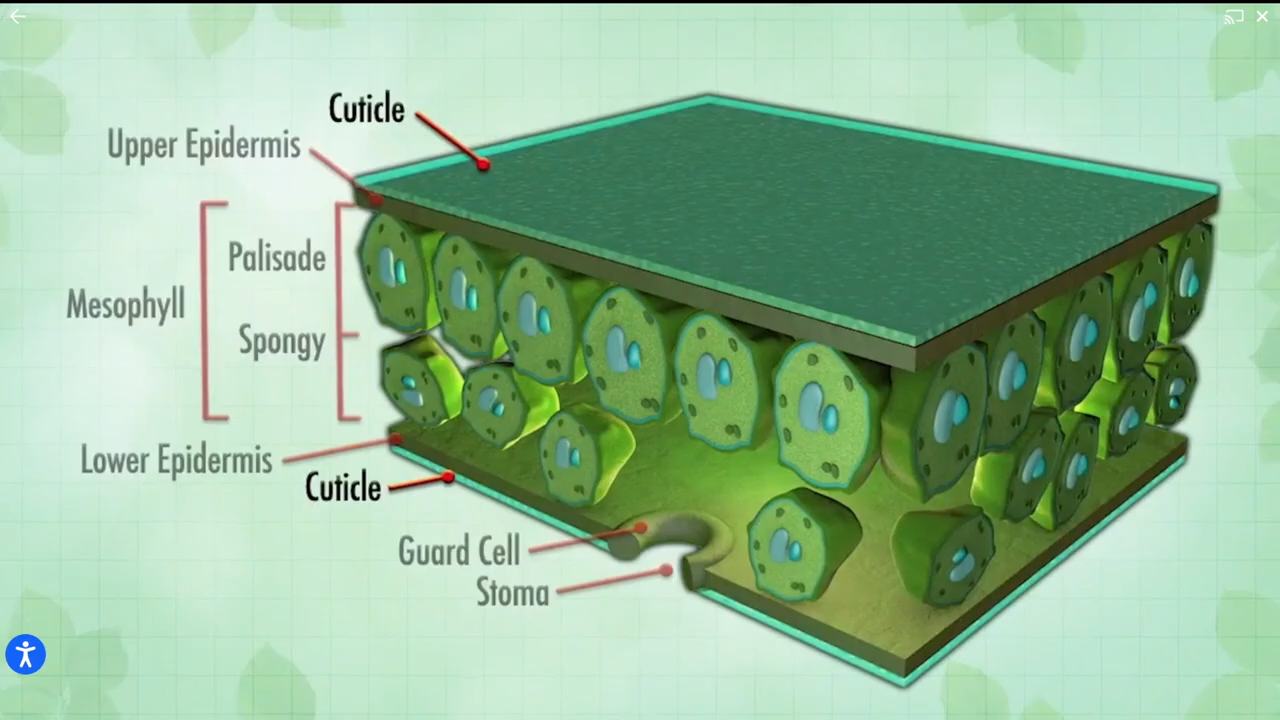 Cuticle
Upper Epidermis
Palisade
Mesophyll
Spongy
Lower Epidermis
Cuticle
Guard Cell
Stoma